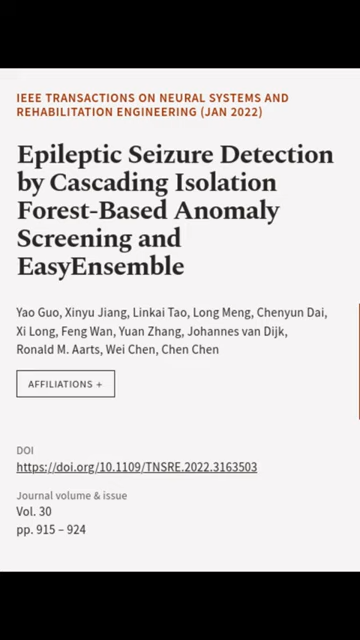 IEEE TRANSACTIONS ON NEURAL SYSTEMS AND
REHABILITATION ENGINEERING (JAN 2022)
Epileptic Seizure Detection
by Cascading Isolation
Forest-Based Anomaly
Screening and
EasyEnsemble
Yao Guo, Xinyu Jiang, Linkai Tao, Long Meng, Chenyun Dai,
Xi Long, Feng Wan, Yuan Zhang, Johannes van Dijk,
Ronald M. Aarts, Wei Chen, Chen Chen
AFFILIATIONS +
DOI
https://doi.org/10.1109/TNSRE.2022.3163503
Journal volume & issue
Vol. 30
pp. 915 – 924